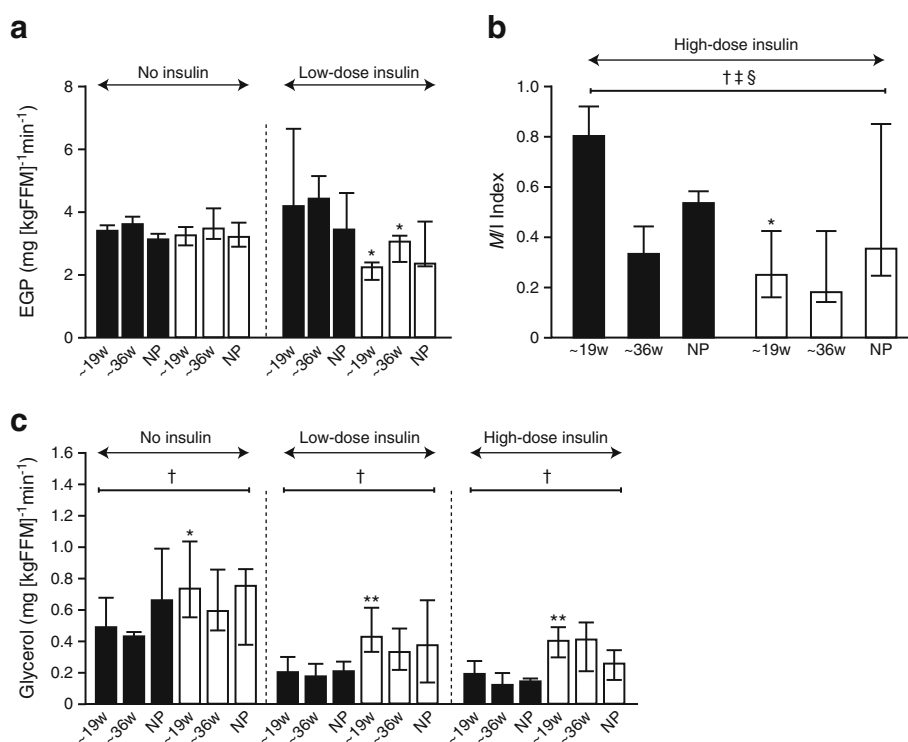 a
No insulin
Low-dose insulin
EGP (mg [kgFFM]⁻¹min⁻¹)
8
6
4
2
0
* *
~19w ~36w NP ~19w ~36w NP ~19w ~36w NP ~19w ~36w NP
b
High-dose insulin
† ‡ §
M/I Index
1.0
0.8
0.6
0.4
0.2
0
*
~19w ~36w NP ~19w ~36w NP
c
No insulin
Low-dose insulin
High-dose insulin
† † †
Glycerol (mg [kgFFM]⁻¹min⁻¹)
1.6
1.4
1.2
1.0
0.8
0.6
0.4
0.2
0
* ** **
~19w ~36w NP ~19w ~36w NP ~19w ~36w NP ~19w ~36w NP ~19w ~36w NP ~19w ~36w NP